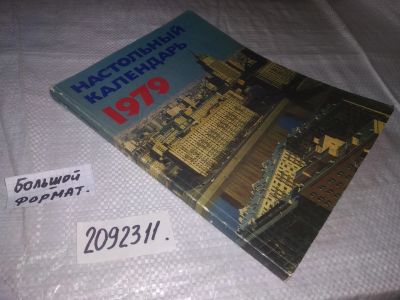 НАСТОЛЬНЫЙ
КАЛЕНДАРЬ
1979
Большой
формат.
2092311.